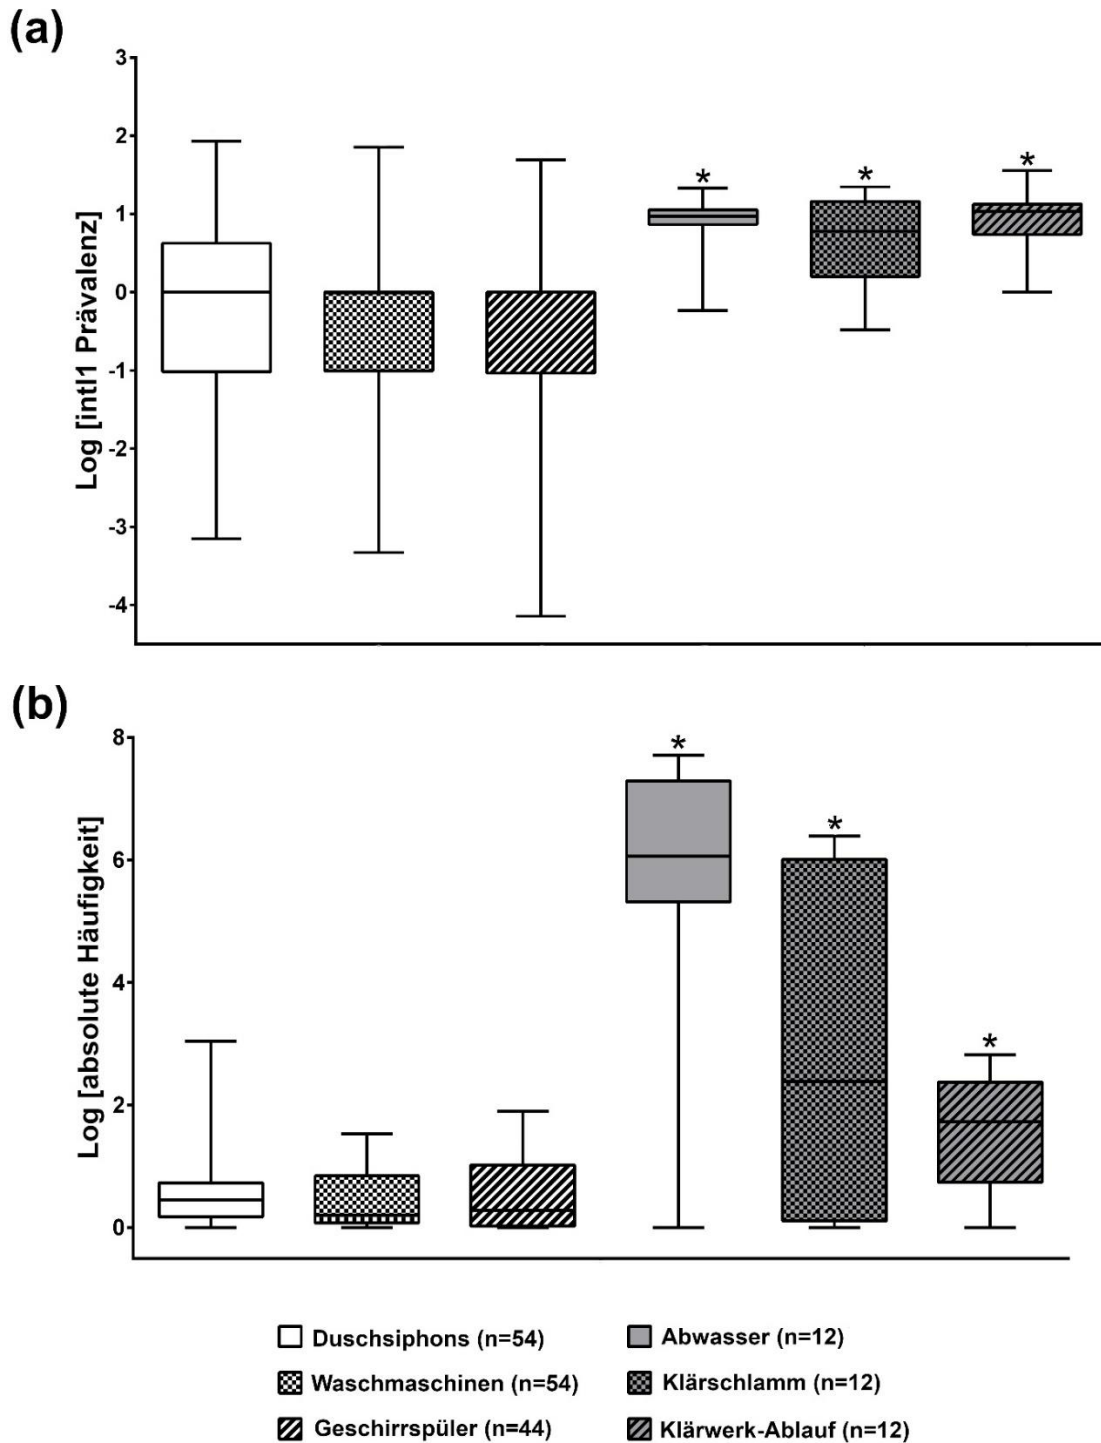 (a)
3
2
1
0
-1
-2
-3
-4
Log [intI1 Prävalenz]
* * *
(b)
8
6
4
2
0
Log [absolute Häufigkeit]
* * *
Duschsiphons (n=54)
Abwasser (n=12)
Waschmaschinen (n=54)
Klärschlamm (n=12)
Geschirrspüler (n=44)
Klärwerk-Ablauf (n=12)